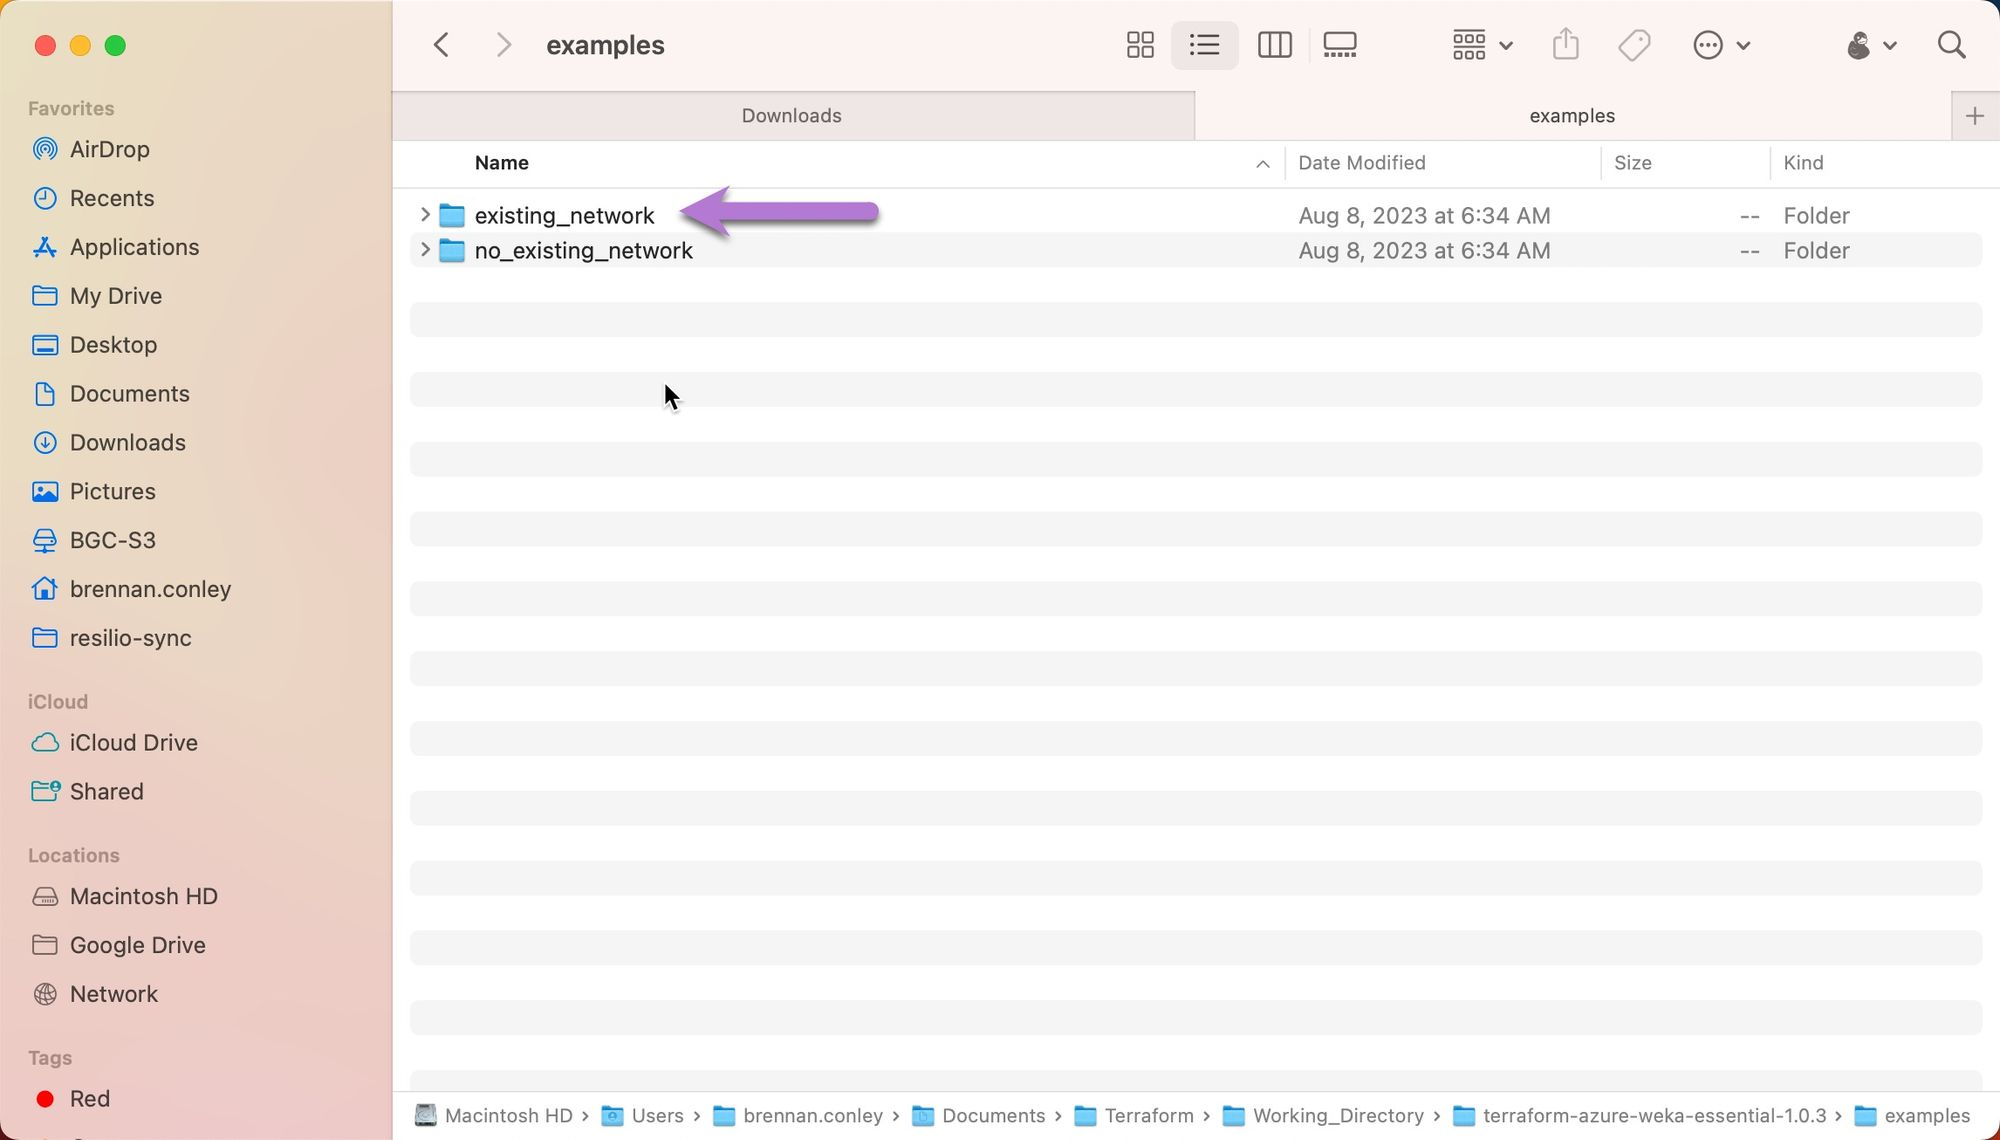 examples
Downloads
examples
Favorites
AirDrop
Recents
Applications
My Drive
Desktop
Documents
Downloads
Pictures
BGC-S3
brennan.conley
resilio-sync
iCloud
iCloud Drive
Shared
Locations
Macintosh HD
Google Drive
Network
Tags
Red
Name Date Modified Size Kind
existing_network Aug 8, 2023 at 6:34 AM -- Folder
no_existing_network Aug 8, 2023 at 6:34 AM -- Folder
Macintosh HD › Users › brennan.conley › Documents › Terraform › Working_Directory › terraform-azure-weka-essential-1.0.3 › examples